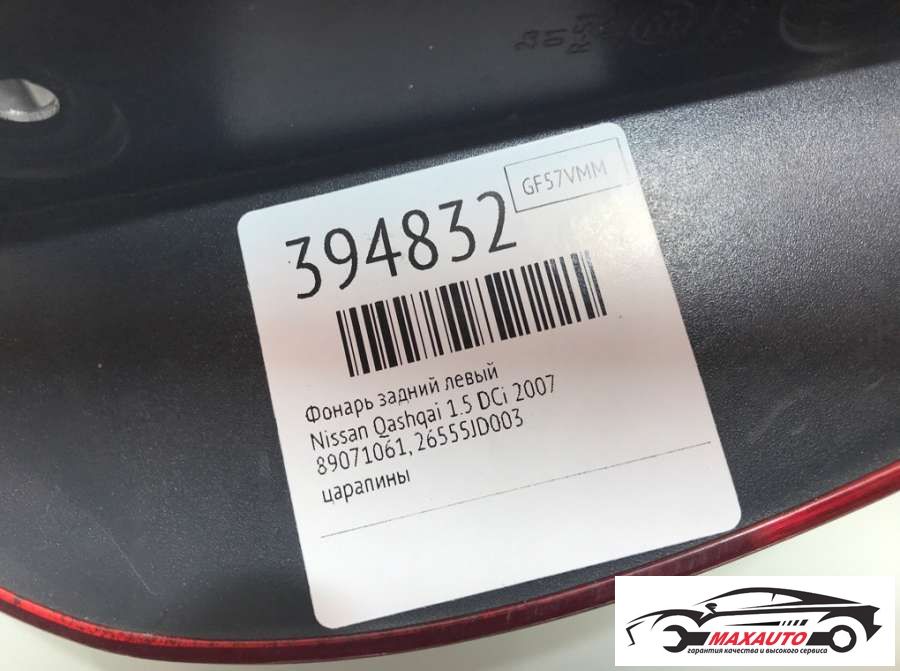 GF57VMM
394832
Фонарь задний левый
Nissan Qashqai 1.5 DCi 2007
89071061, 26555JD003
царапины
MAXAUTO
гарантия качества и высокого сервиса